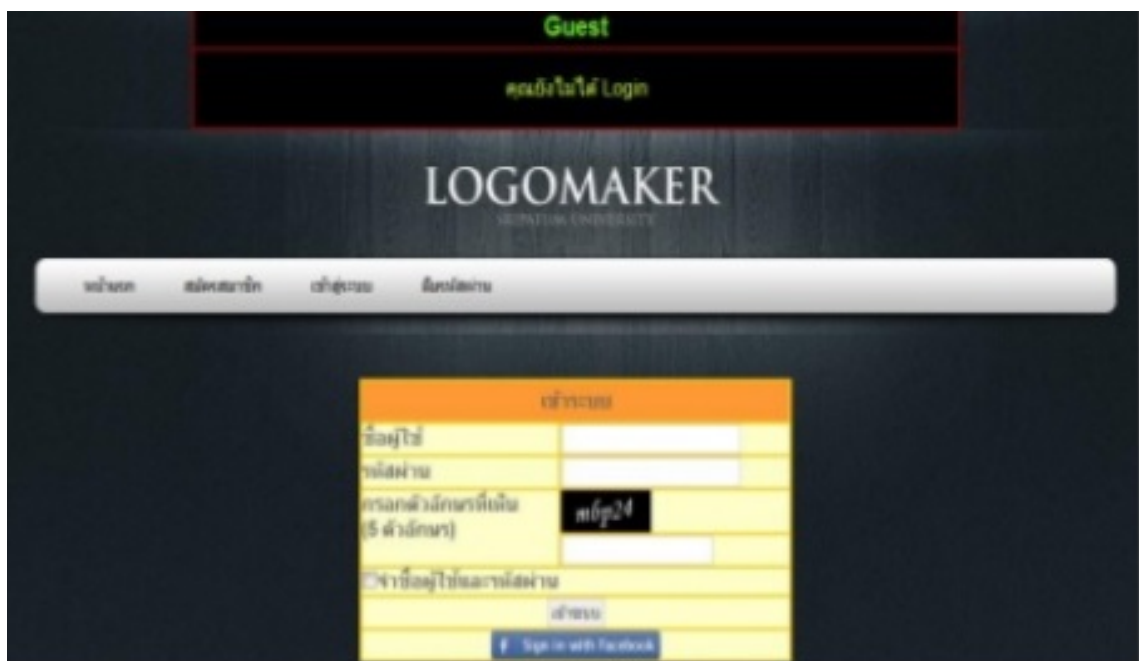 Guest
คุณยังไม่ได้ Login
LOGOMAKER
SRIPATUM UNIVERSITY
หน้าแรก สมัครสมาชิก เข้าสู่ระบบ ลืมรหัสผ่าน
เข้าระบบ
ชื่อผู้ใช้
รหัสผ่าน
กรอกตัวอักษรที่เห็น
(5 ตัวอักษร)
m6p24
จำชื่อผู้ใช้และรหัสผ่าน
เข้าระบบ
f Sign in with Facebook